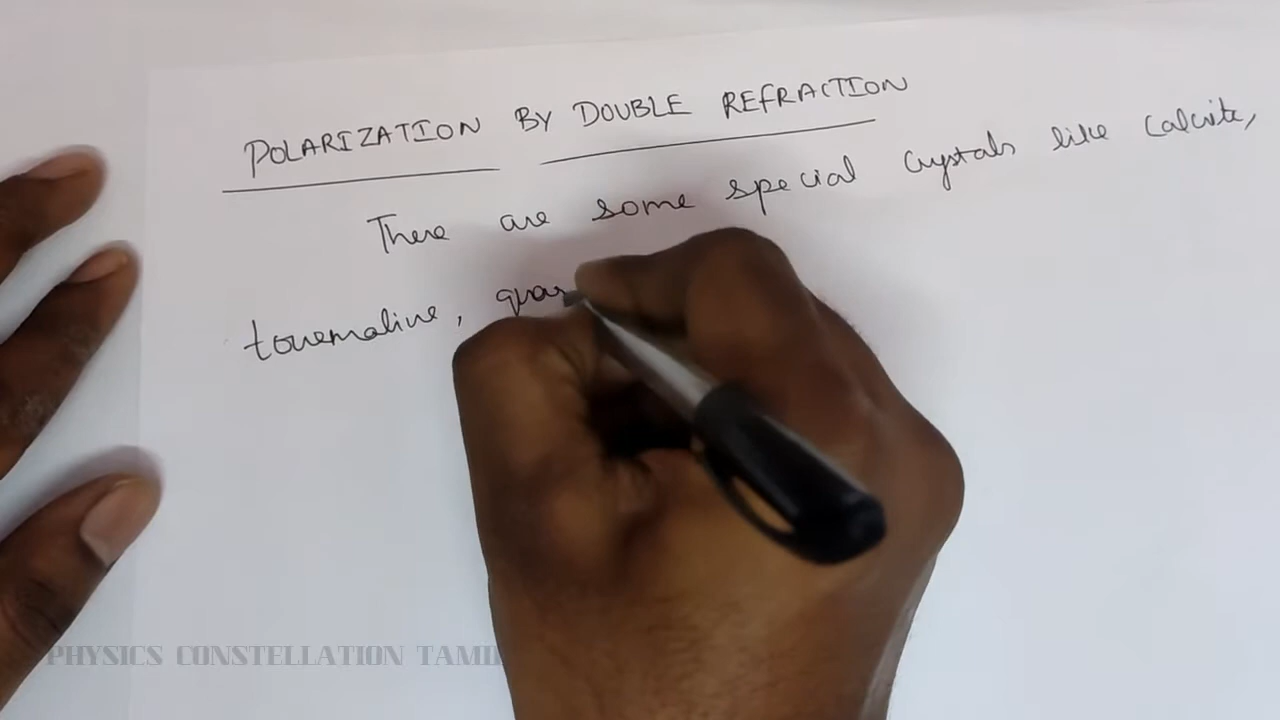 POLARIZATION BY DOUBLE REFRACTION
There are some special crystals like calcite,
tourmaline,
PHYSICS CONSTELLATION